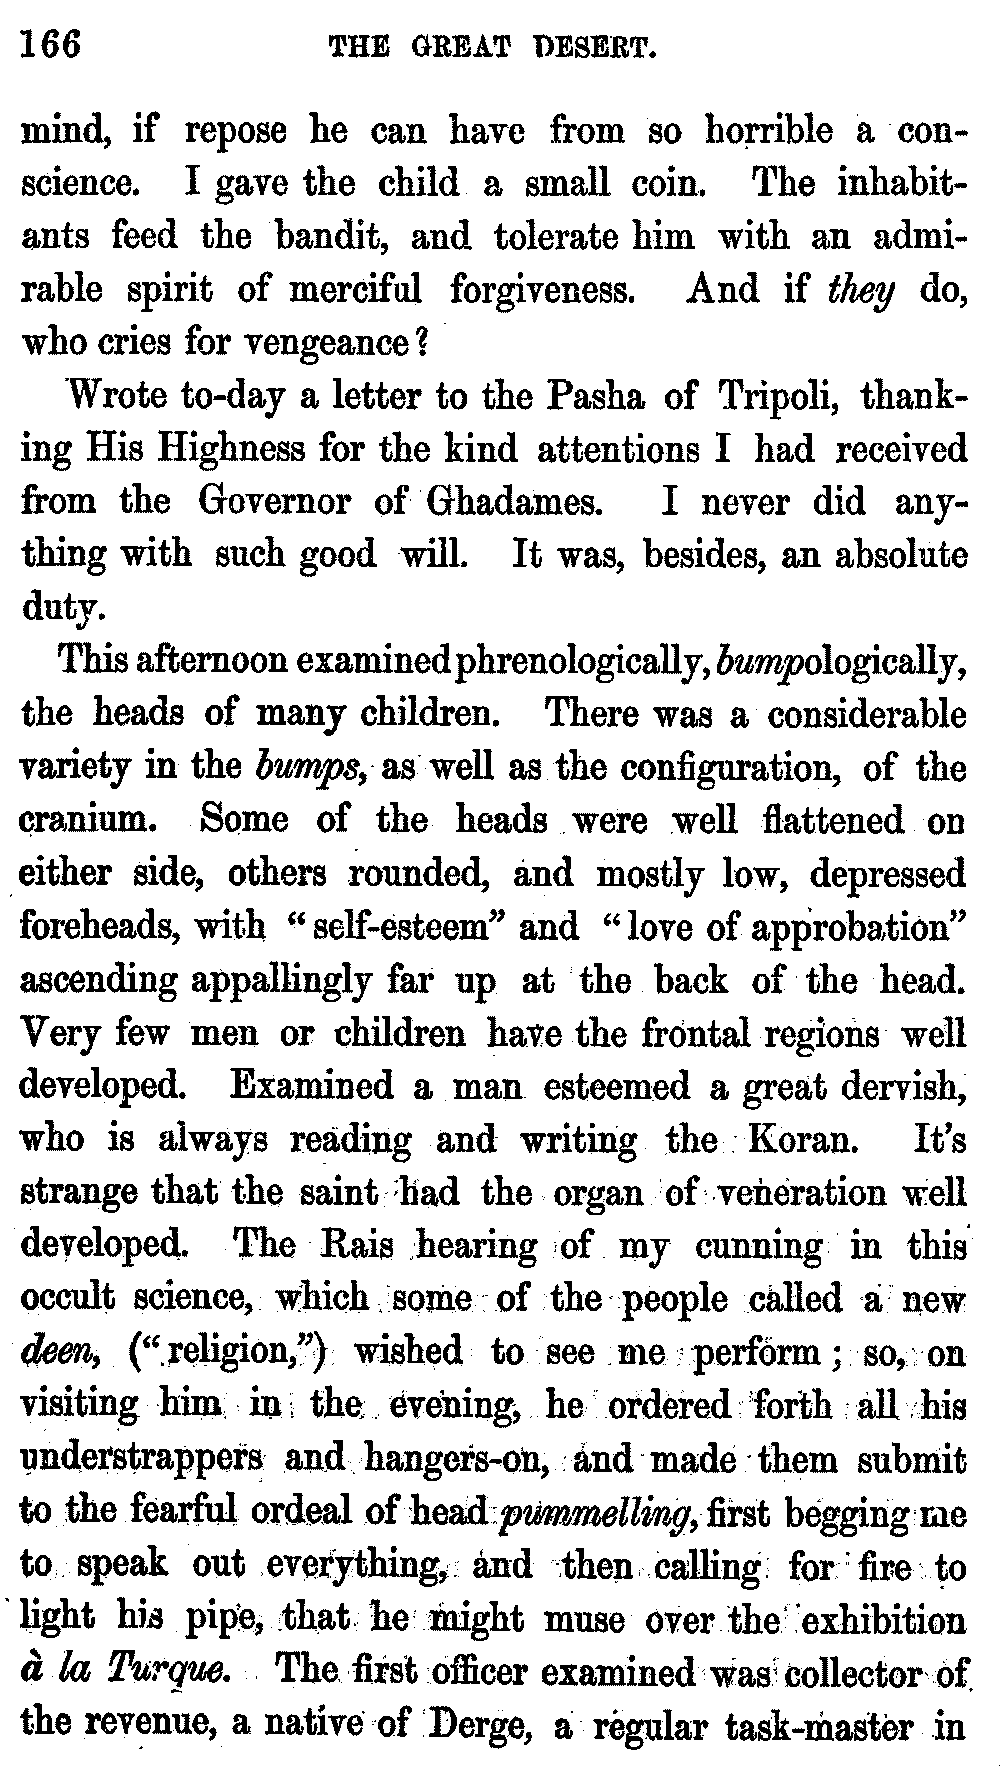 166 THE GREAT DESERT.
mind, if repose he can have from so horrible a con-
science. I gave the child a small coin. The inhabit-
ants feed the bandit, and tolerate him with an admi-
rable spirit of merciful forgiveness. And if they do,
who cries for vengeance?
Wrote to-day a letter to the Pasha of Tripoli, thank-
ing His Highness for the kind attentions I had received
from the Governor of Ghadames. I never did any-
thing with such good will. It was, besides, an absolute
duty.
This afternoon examined phrenologically, bumpologically,
the heads of many children. There was a considerable
variety in the bumps, as well as the configuration, of the
cranium. Some of the heads were well flattened on
either side, others rounded, and mostly low, depressed
foreheads, with "self-esteem" and "love of approbation"
ascending appallingly far up at the back of the head.
Very few men or children have the frontal regions well
developed. Examined a man esteemed a great dervish,
who is always reading and writing the Koran. It's
strange that the saint had the organ of veneration well
developed. The Rais hearing of my cunning in this
occult science, which some of the people called a new
deen, ("religion,") wished to see me perform; so, on
visiting him in the evening, he ordered forth all his
understrappers and hangers-on, and made them submit
to the fearful ordeal of head pummelling, first begging me
to speak out everything, and then calling for fire to
light his pipe, that he might muse over the exhibition
à la Turque. The first officer examined was collector of
the revenue, a native of Derge, a regular task-master in